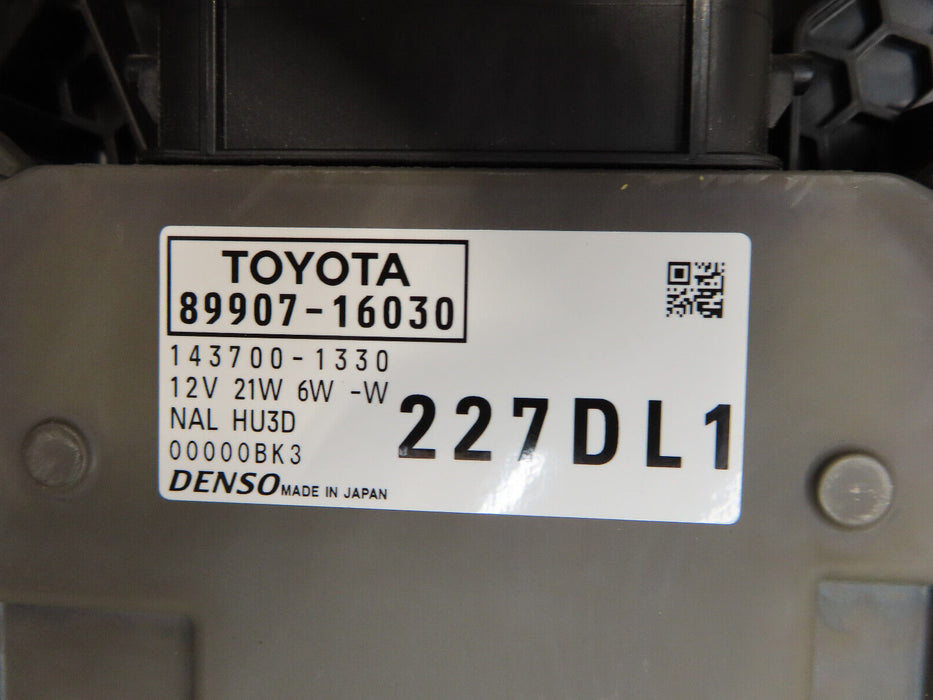 TOYOTA
89907-16030
143700-1330
12V 21W 6W -W
NAL HU3D
00000BK3
227DL1
DENSO MADE IN JAPAN